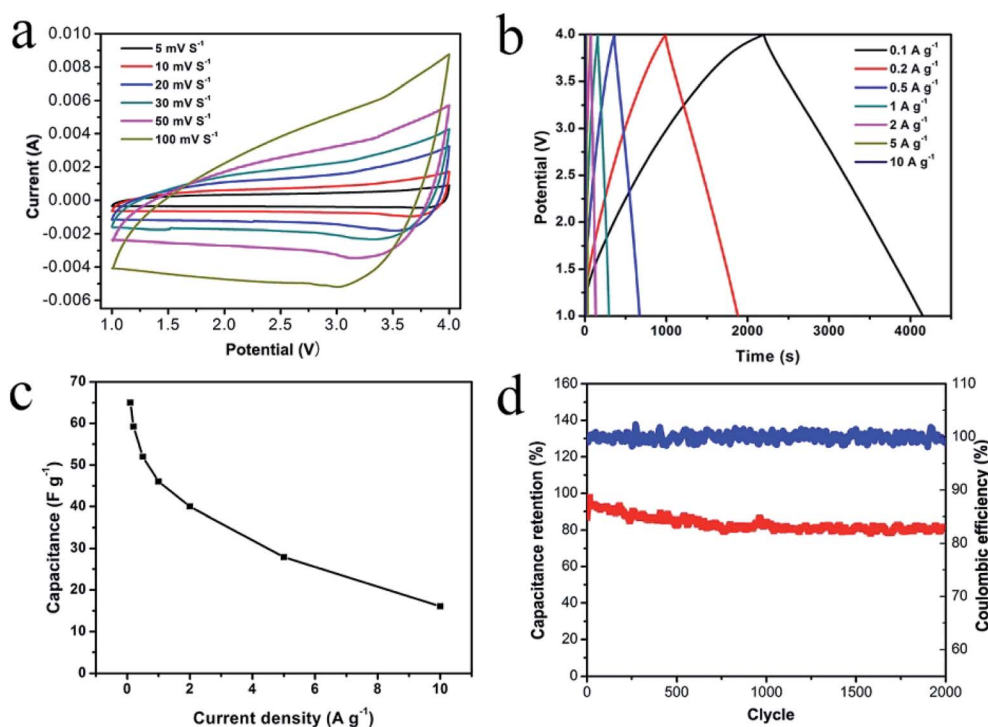 a
0.010
0.008
0.006
0.004
0.002
0.000
-0.002
-0.004
-0.006
Current (A)
5 mV S⁻¹
10 mV S⁻¹
20 mV S⁻¹
30 mV S⁻¹
50 mV S⁻¹
100 mV S⁻¹
1.0 1.5 2.0 2.5 3.0 3.5 4.0
Potential (V)
b
4.0
3.5
3.0
2.5
2.0
1.5
1.0
Potential (V)
0.1 A g⁻¹
0.2 A g⁻¹
0.5 A g⁻¹
1 A g⁻¹
2 A g⁻¹
5 A g⁻¹
10 A g⁻¹
0 1000 2000 3000 4000
Time (s)
c
70
65
60
50
40
30
20
15
10
0
Capacitance (F g⁻¹)
0 2 4 6 8 10
Current density (A g⁻¹)
d
160
140
130
120
100
90
80
70
60
40
30
20
0
Capacitance retention (%)
110
100
90
80
70
60
Coulombic efficiency (%)
0 500 1000 1500 2000
Clycle